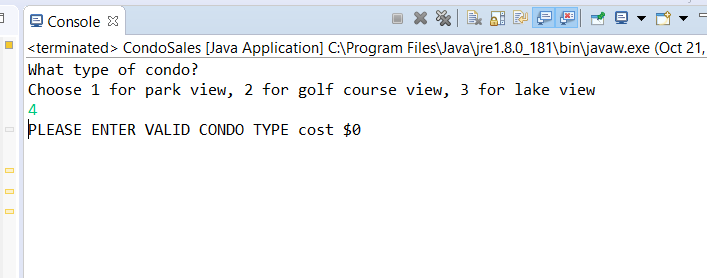 Console
<terminated> CondoSales [Java Application] C:\Program Files\Java\jre1.8.0_181\bin\javaw.exe (Oct 21,
What type of condo?
Choose 1 for park view, 2 for golf course view, 3 for lake view
4
PLEASE ENTER VALID CONDO TYPE cost $0